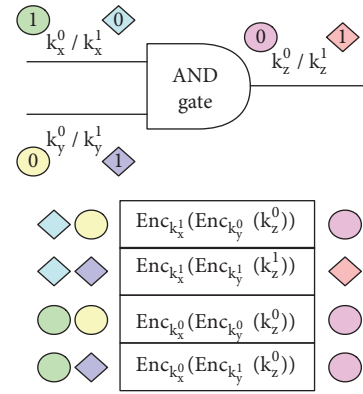 1 0
k_x^0 / k_x^1
AND
gate
0 1
k_z^0 / k_z^1
k_y^0 / k_y^1
0 1
Enc_{k_x^1}(Enc_{k_y^0} (k_z^0))
Enc_{k_x^1}(Enc_{k_y^1} (k_z^1))
Enc_{k_x^0}(Enc_{k_y^0} (k_z^0))
Enc_{k_x^0}(Enc_{k_y^1} (k_z^0))